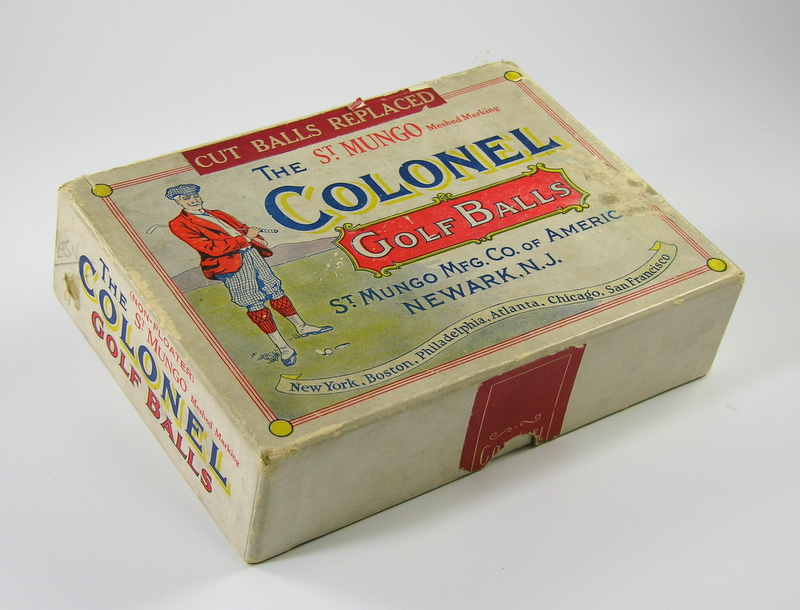 CUT BALLS REPLACED
THE ST. MUNGO Meshed Marking
COLONEL
GOLF BALLS
ST. MUNGO MFG. CO. OF AMERIC
NEWARK, N.J.
New York, Boston, Philadelphia, Atlanta, Chicago, San Francisco
THE
(NON-FLOATER)
ST. MUNGO Meshed Marking
COLONEL
GOLF BALLS